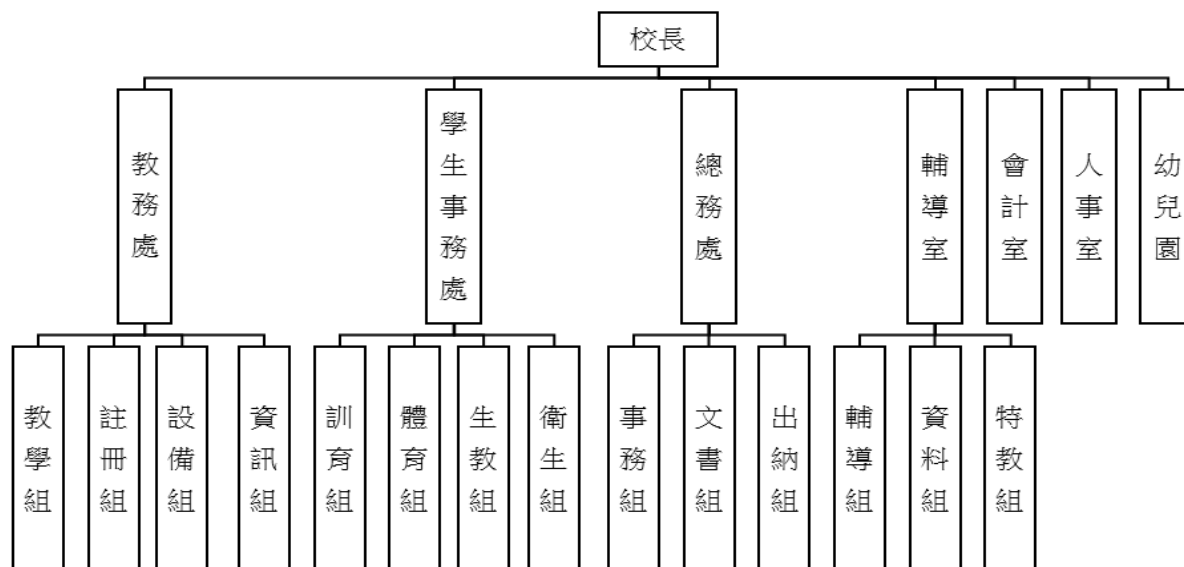 校長
教務處
學生事務處
總務處
輔導室
會計室
人事室
幼兒園
教學組
註冊組
設備組
資訊組
訓育組
體育組
生教組
衛生組
事務組
文書組
出納組
輔導組
資料組
特教組